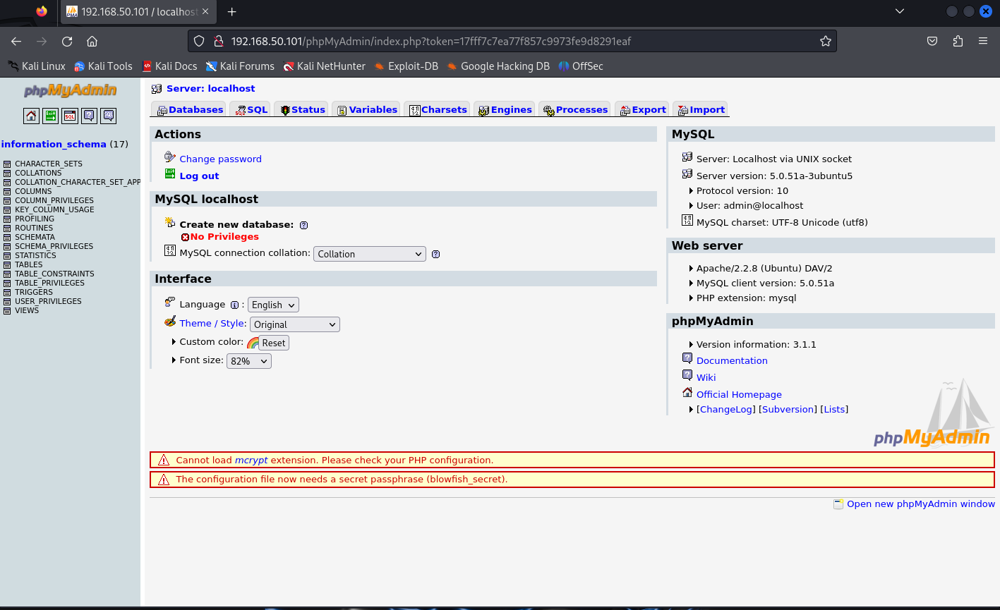 192.168.50.101 / localhost
192.168.50.101/phpMyAdmin/index.php?token=17fff7c7ea77f857c9973fe9d8291eaf
Kali Linux Kali Tools Kali Docs Kali Forums Kali NetHunter Exploit-DB Google Hacking DB OffSec
phpMyAdmin
SQL
SQL
information_schema (17)
CHARACTER_SETS
COLLATIONS
COLLATION_CHARACTER_SET_APP
COLUMNS
COLUMN_PRIVILEGES
KEY_COLUMN_USAGE
PROFILING
ROUTINES
SCHEMATA
SCHEMA_PRIVILEGES
STATISTICS
TABLES
TABLE_CONSTRAINTS
TABLE_PRIVILEGES
TRIGGERS
USER_PRIVILEGES
VIEWS
Server: localhost
Databases SQL Status Variables Charsets Engines Processes Export Import
Actions
Change password
Log out
MySQL localhost
Create new database:
No Privileges
MySQL connection collation: Collation
Interface
Language : English
Theme / Style: Original
Custom color: Reset
Font size: 82%
MySQL
Server: Localhost via UNIX socket
Server version: 5.0.51a-3ubuntu5
Protocol version: 10
User: admin@localhost
MySQL charset: UTF-8 Unicode (utf8)
Web server
Apache/2.2.8 (Ubuntu) DAV/2
MySQL client version: 5.0.51a
PHP extension: mysql
phpMyAdmin
Version information: 3.1.1
Documentation
Wiki
Official Homepage
[ChangeLog] [Subversion] [Lists]
phpMyAdmin
Cannot load mcrypt extension. Please check your PHP configuration.
The configuration file now needs a secret passphrase (blowfish_secret).
Open new phpMyAdmin window